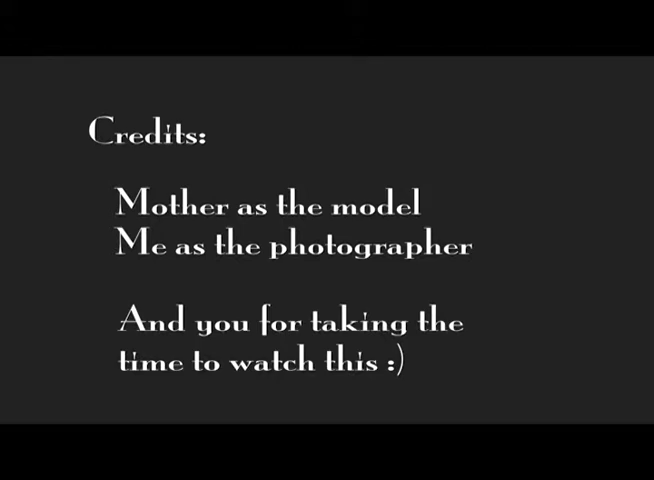 Credits:
Mother as the model
Me as the photographer
And you for taking the
time to watch this :)